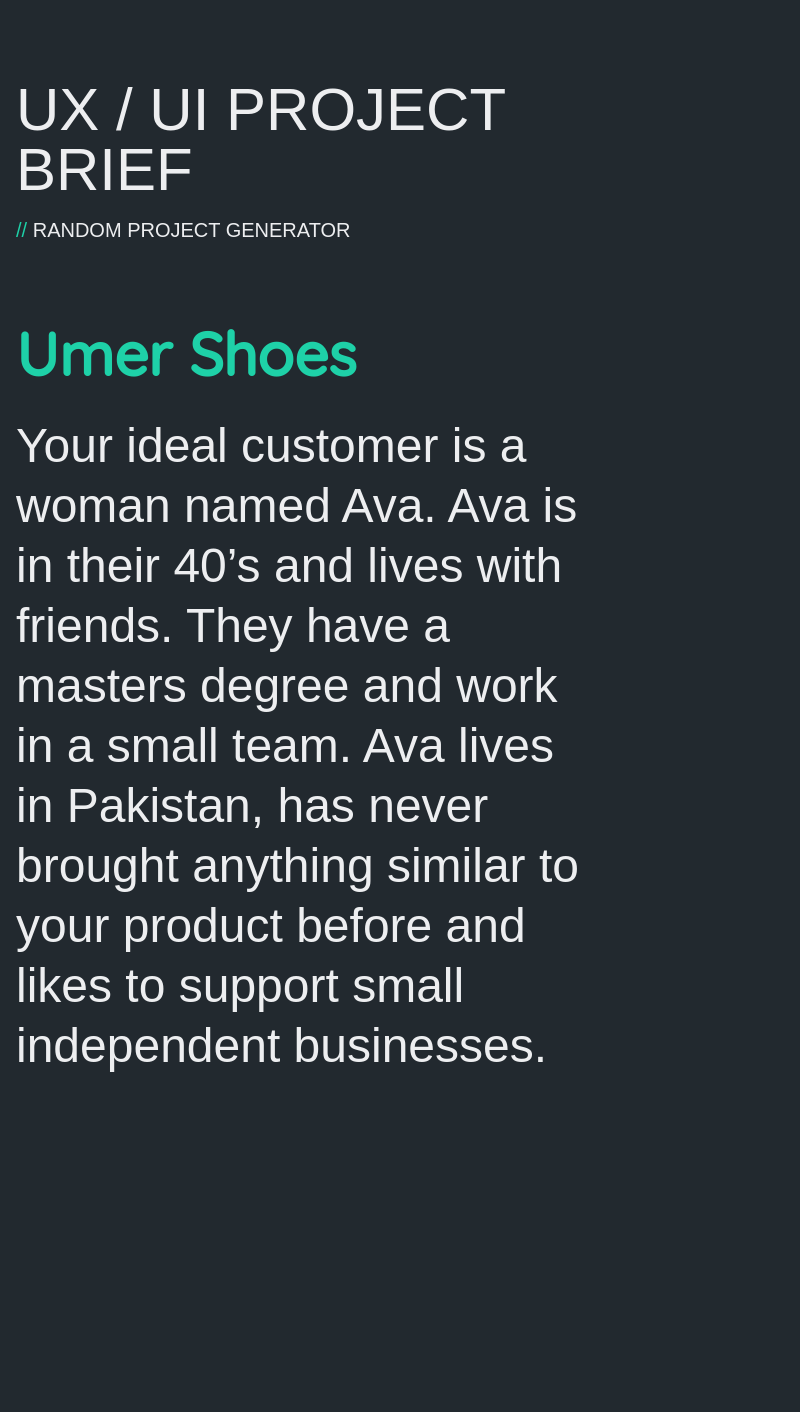 UX / UI PROJECT
BRIEF
// RANDOM PROJECT GENERATOR
Umer Shoes
Your ideal customer is a
woman named Ava. Ava is
in their 40’s and lives with
friends. They have a
masters degree and work
in a small team. Ava lives
in Pakistan, has never
brought anything similar to
your product before and
likes to support small
independent businesses.